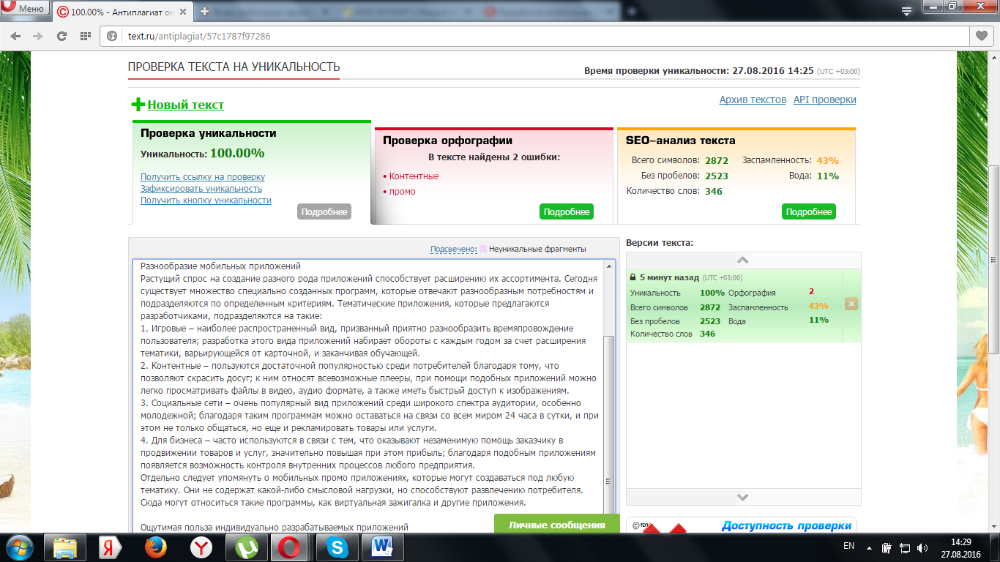 Меню
100.00% - Антиплагиат он
text.ru/antiplagiat/57c1787f97286
ПРОВЕРКА ТЕКСТА НА УНИКАЛЬНОСТЬ
Время проверки уникальности: 27.08.2016 14:25 (UTC +03:00)
Новый текст
Архив текстов API проверки
Проверка уникальности
Уникальность: 100.00%
Получить ссылку на проверку
Зафиксировать уникальность
Получить кнопку уникальности
Подробнее
Проверка орфографии
В тексте найдены 2 ошибки:
• Контентные
• промо
Подробнее
SEO-анализ текста
Всего символов: 2872 Заспамленность: 43%
Без пробелов: 2523 Вода: 11%
Количество слов: 346
Подробнее
Подсвечено: Неуникальные фрагменты
Разнообразие мобильных приложений
Растущий спрос на создание разного рода приложений способствует расширению их ассортимента. Сегодня
существует множество специально созданных программ, которые отвечают разнообразным потребностям и
подразделяются по определенным критериям. Тематические приложения, которые предлагаются
разработчиками, подразделяются на такие:
1. Игровые – наиболее распространенный вид, призванный приятно разнообразить времяпровождение
пользователя; разработка этого вида приложений набирает обороты с каждым годом за счет расширения
тематики, варьирующейся от карточной, и заканчивая обучающей.
2. Контентные – пользуются достаточной популярностью среди потребителей благодаря тому, что
позволяют скрасить досуг; к ним относят всевозможные плееры, при помощи подобных приложений можно
легко просматривать файлы в видео, аудио формате, а также иметь быстрый доступ к изображениям.
3. Социальные сети – очень популярный вид приложений среди широкого спектра аудитории, особенно
молодежной; благодаря таким программам можно оставаться на связи со всем миром 24 часа в сутки, и при
этом не только общаться, но еще и рекламировать товары или услуги.
4. Для бизнеса – часто используются в связи с тем, что оказывают незаменимую помощь заказчику в
продвижении товаров и услуг, значительно повышая при этом прибыль; благодаря подобным приложениям
появляется возможность контроля внутренних процессов любого предприятия.
Отдельно следует упомянуть о мобильных промо приложениях, которые могут создаваться под любую
тематику. Они не содержат какой-либо смысловой нагрузки, но способствуют развлечению потребителя.
Сюда могут относиться такие программы, как виртуальная зажигалка и другие приложения.
Ощутимая польза индивидуально разрабатываемых приложений
Версии текста:
5 минут назад (UTC +03:00)
Уникальность 100% Орфография 2
Всего символов 2872 Заспамленность 43%
Без пробелов 2523 Вода 11%
Количество слов 346
Личные сообщения
Доступность проверки
EN
14:29
27.08.2016